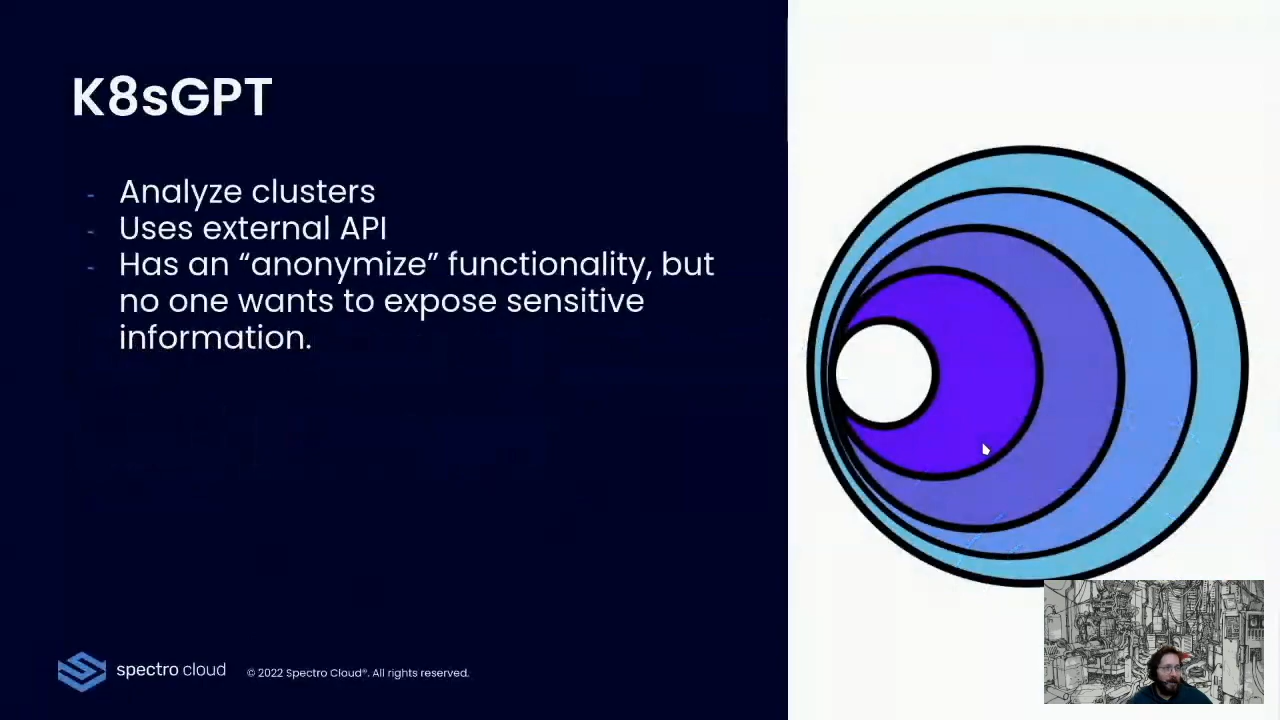 K8sGPT
- Analyze clusters
- Uses external API
- Has an “anonymize” functionality, but
no one wants to expose sensitive
information.
spectro cloud
© 2022 Spectro Cloud®. All rights reserved.